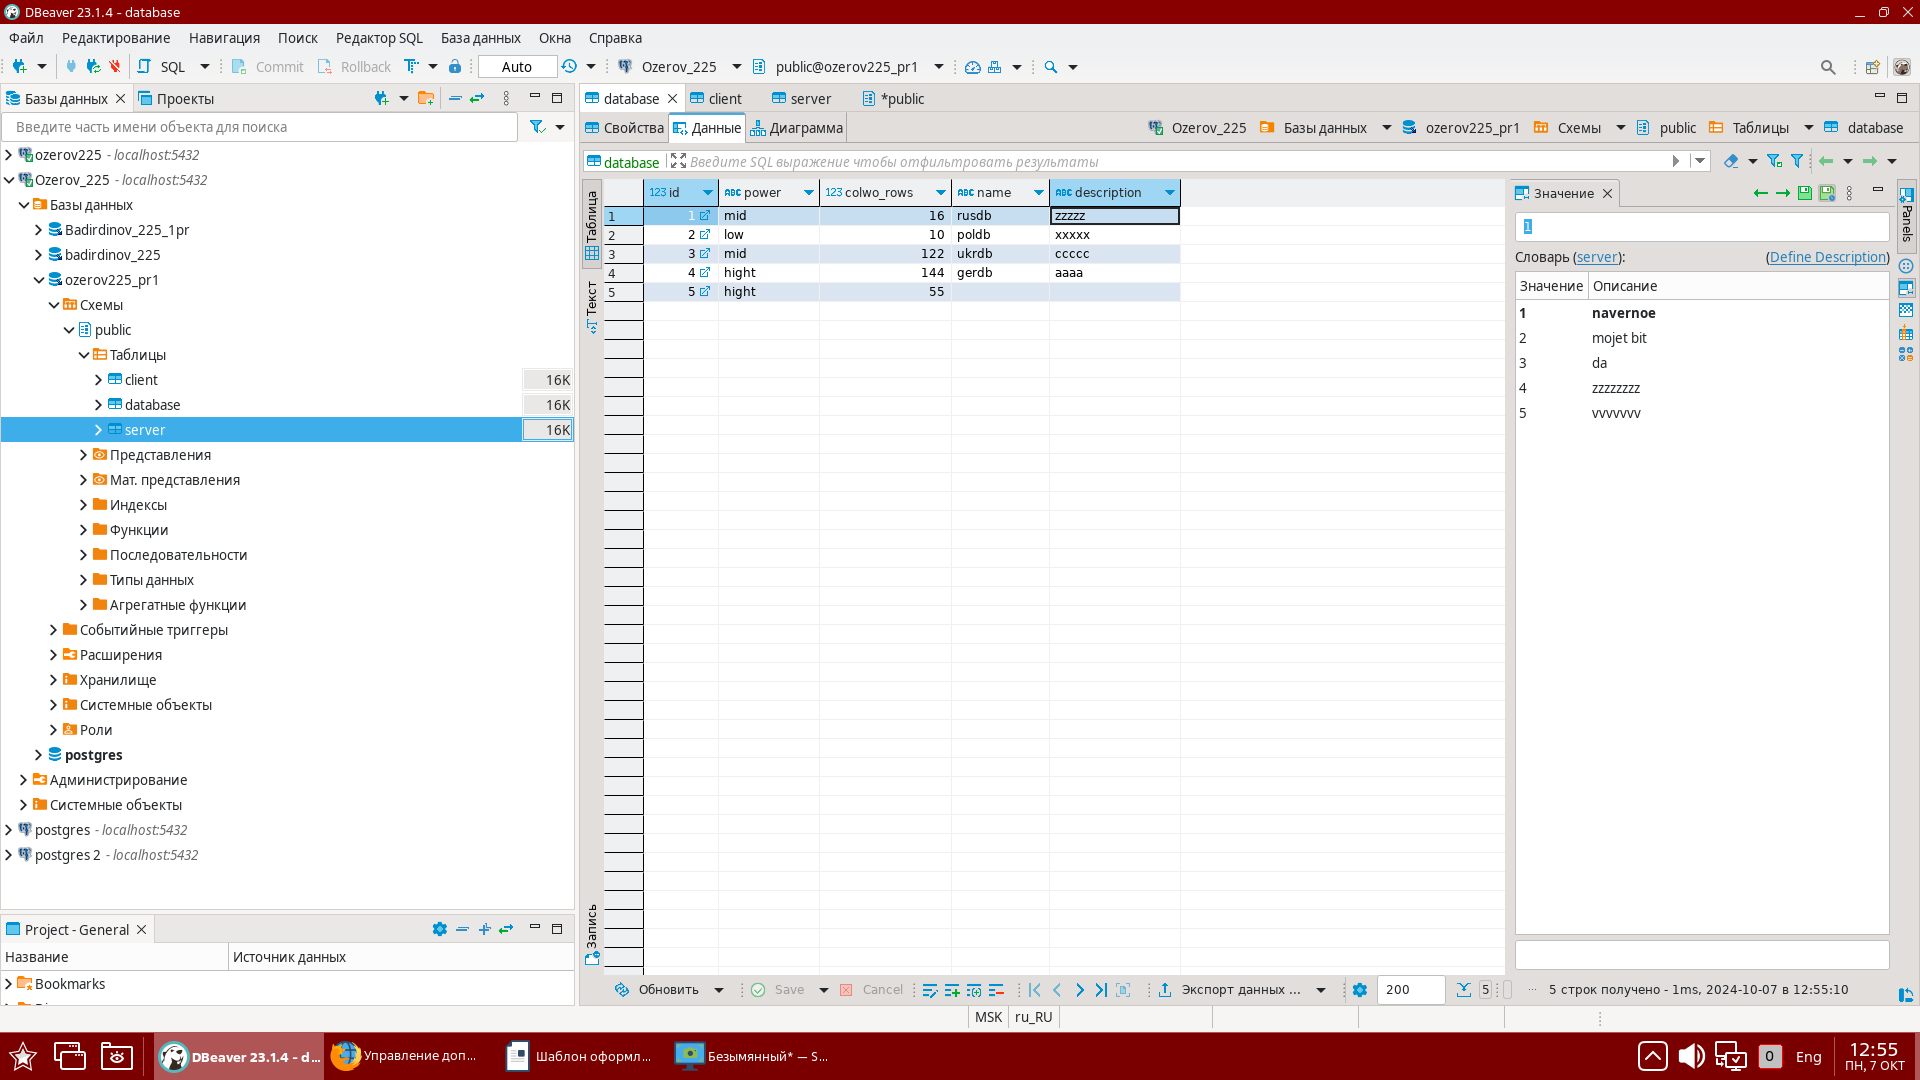 DBeaver 23.1.4 - database
Файл Редактирование Навигация Поиск Редактор SQL База данных Окна Справка
SQL Commit Rollback Auto Ozerov_225 public@ozerov225_pr1
Базы данных Проекты
Введите часть имени объекта для поиска
ozerov225 - localhost:5432
Ozerov_225 - localhost:5432
Базы данных
Badirdinov_225_1pr
badirdinov_225
ozerov225_pr1
Схемы
public
Таблицы
client 16K
database 16K
server 16K
Представления
Мат. представления
Индексы
Функции
Последовательности
Типы данных
Агрегатные функции
Событийные триггеры
Расширения
Хранилище
Системные объекты
Роли
postgres
Администрирование
Системные объекты
postgres - localhost:5432
postgres 2 - localhost:5432
Project - General
Название Источник данных
Bookmarks
database client server *public
Свойства Данные Диаграмма Ozerov_225 Базы данных ozerov225_pr1 Схемы public Таблицы database
database Введите SQL выражение чтобы отфильтровать результаты
Таблица
Текст
Запись
123 id ABC power 123 colwo_rows ABC name ABC description
1 1 mid 16 rusdb zzzzz
2 2 low 10 poldb xxxxx
3 3 mid 122 ukrdb ccccc
4 4 hight 144 gerdb aaaa
5 5 hight 55
Значение
1
Словарь (server): (Define Description)
Значение Описание
1 navernoe
2 mojet bit
3 da
4 zzzzzzzz
5 vvvvvvv
Panels
Обновить Save Cancel Экспорт данных ... 200 5 5 строк получено - 1ms, 2024-10-07 в 12:55:10
MSK ru_RU
DBeaver 23.1.4 - d... Управление доп... Шаблон оформл... Безымянный* — S... 0 Eng 12:55
ПН, 7 ОКТ